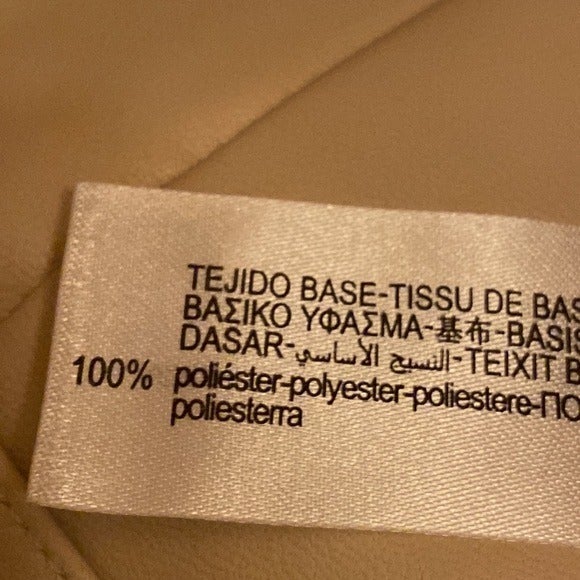 TEJIDO BASE-TISSU DE BAS
ΒΑΣΙΚΟ ΥΦΑΣΜΑ-基布-BASIS
DASAR-النسيج الأساسي-TEIXIT B
100% poliéster-polyester-poliestere-ΠΟ
poliesterra